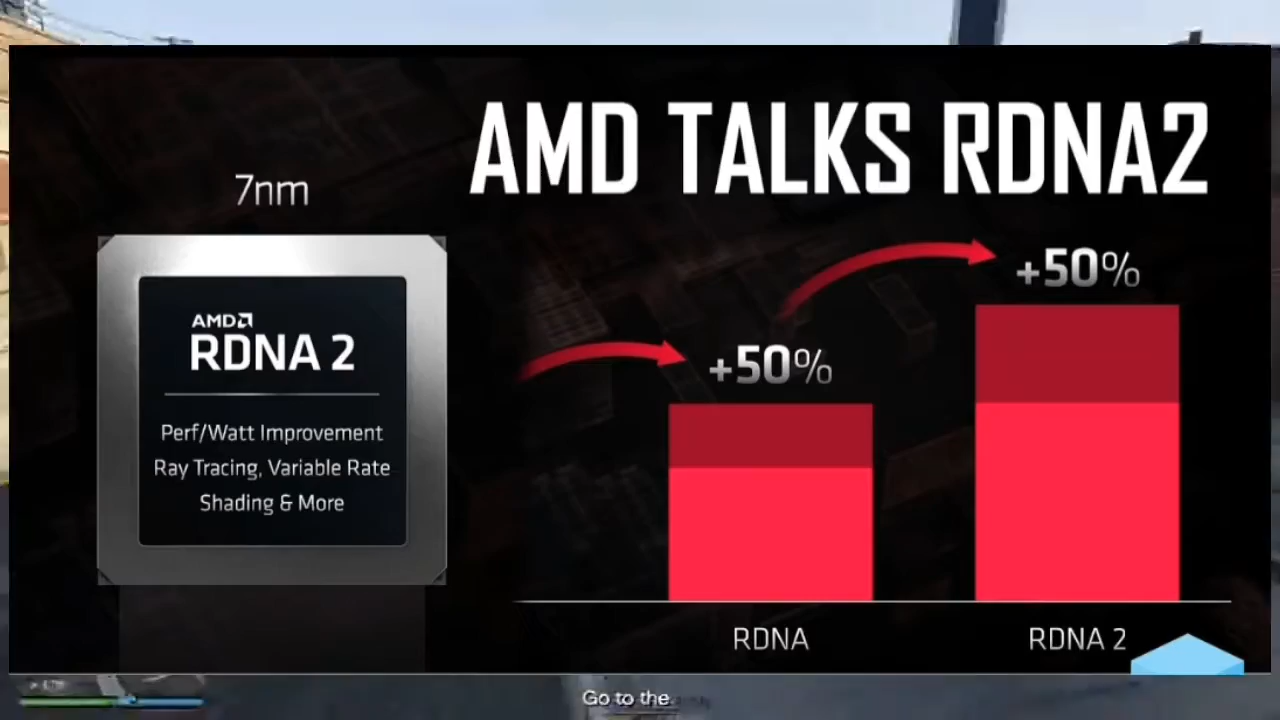 AMD TALKS RDNA2
7nm
AMD
RDNA 2
Perf/Watt Improvement
Ray Tracing, Variable Rate
Shading & More
+50%
+50%
RDNA
RDNA 2
Go to the